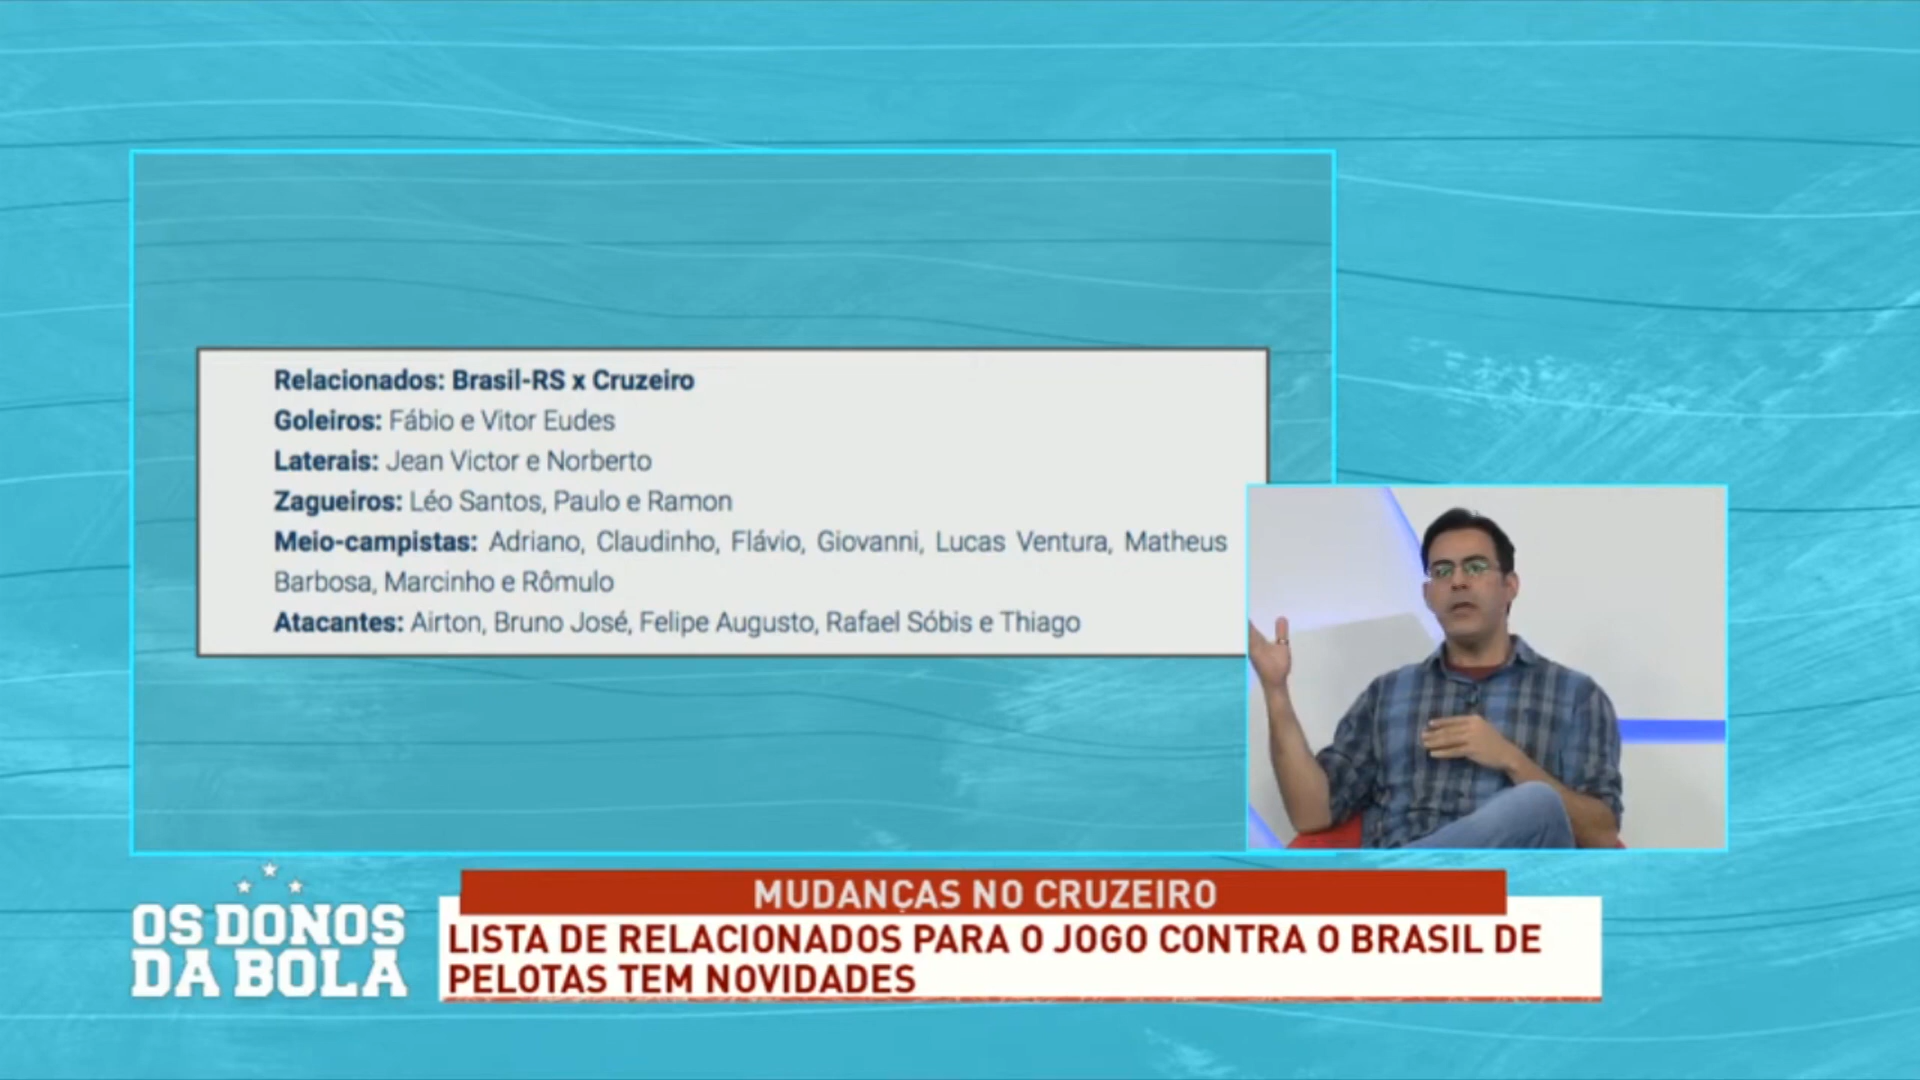 Relacionados: Brasil-RS x Cruzeiro
Goleiros: Fábio e Vitor Eudes
Laterais: Jean Victor e Norberto
Zagueiros: Léo Santos, Paulo e Ramon
Meio-campistas: Adriano, Claudinho, Flávio, Giovanni, Lucas Ventura, Matheus
Barbosa, Marcinho e Rômulo
Atacantes: Airton, Bruno José, Felipe Augusto, Rafael Sóbis e Thiago
OS DONOS
DA BOLA
MUDANÇAS NO CRUZEIRO
LISTA DE RELACIONADOS PARA O JOGO CONTRA O BRASIL DE
PELOTAS TEM NOVIDADES